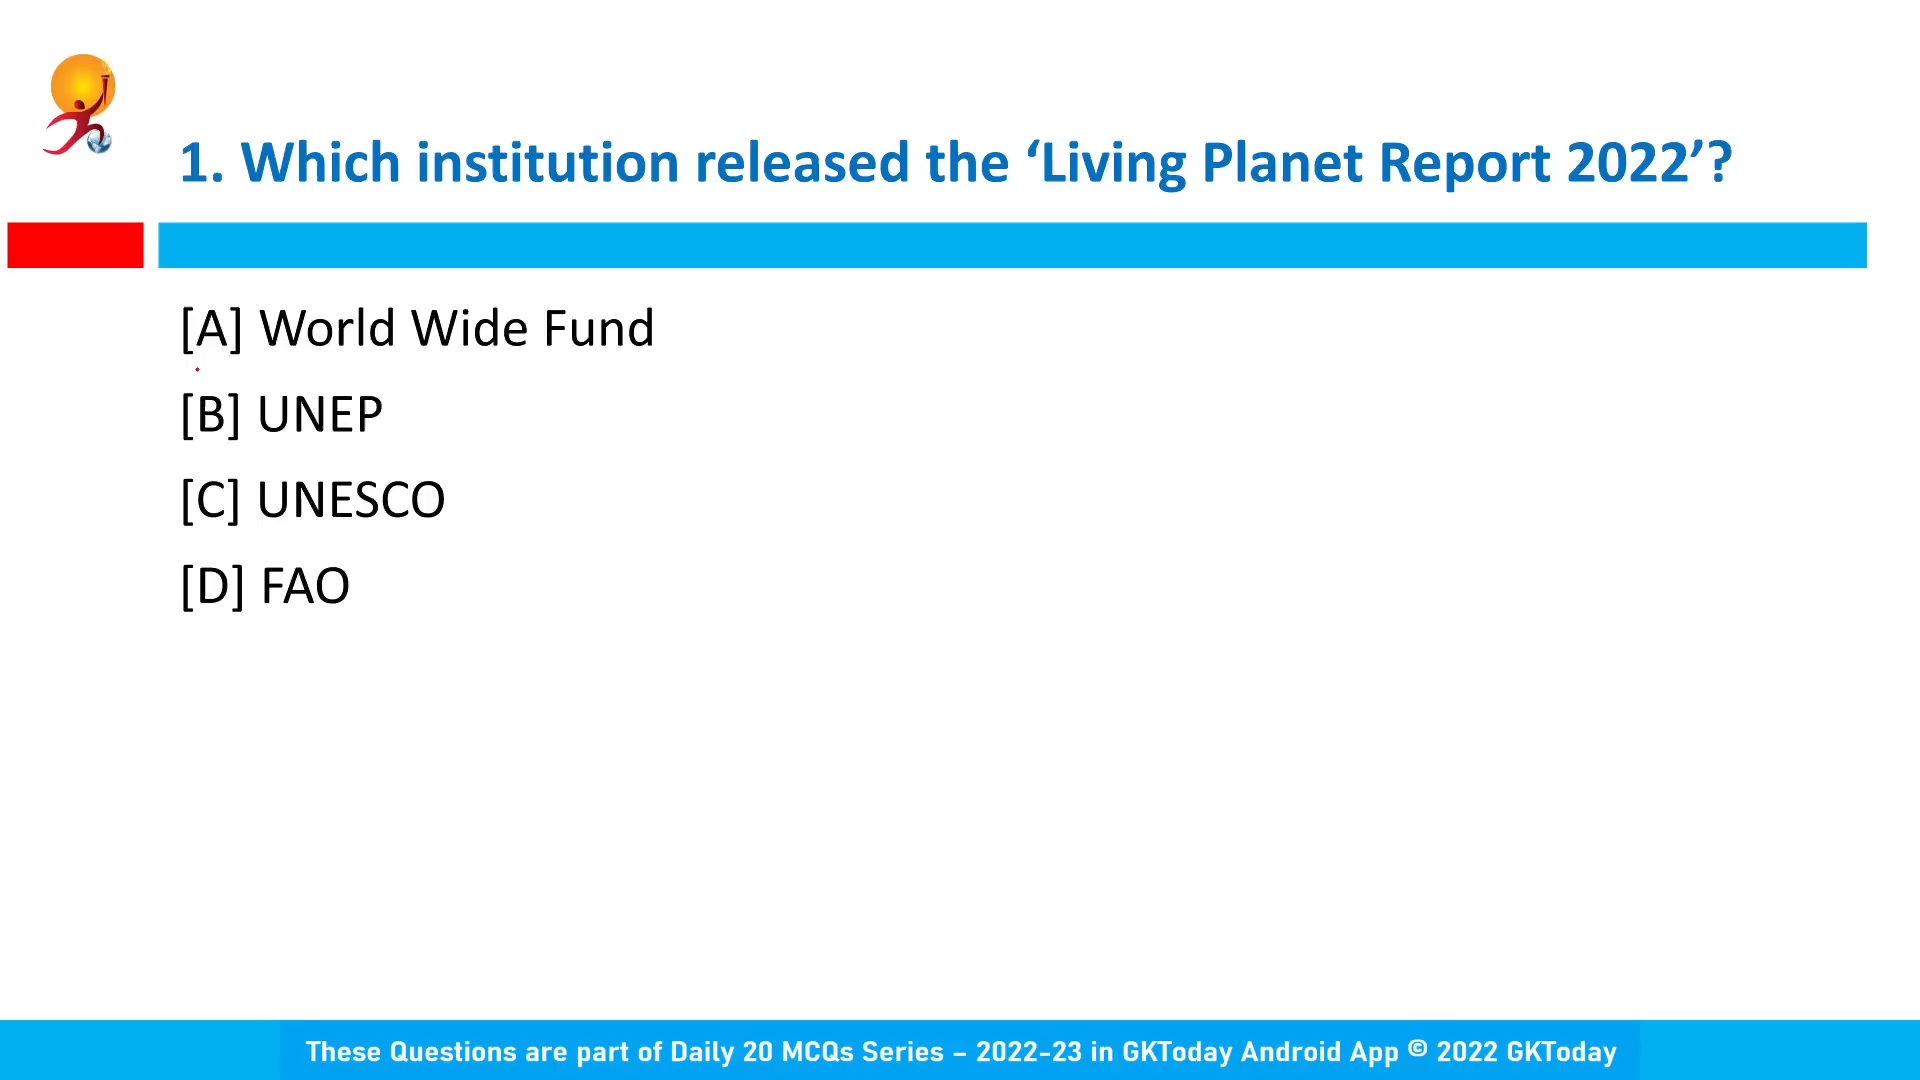 1. Which institution released the ‘Living Planet Report 2022’?
[A] World Wide Fund
[B] UNEP
[C] UNESCO
[D] FAO
These Questions are part of Daily 20 MCQs Series – 2022-23 in GKToday Android App © 2022 GKToday